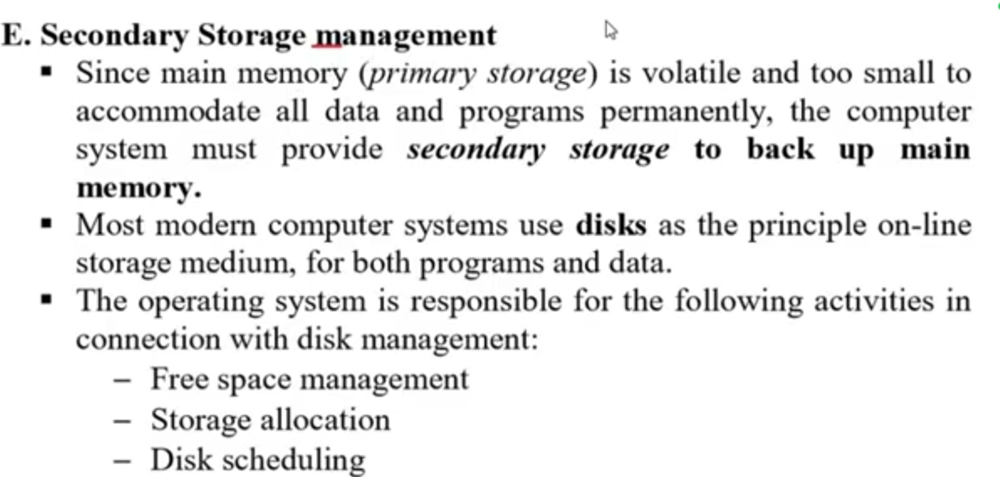 E. Secondary Storage management
▪ Since main memory (primary storage) is volatile and too small to
accommodate all data and programs permanently, the computer
system must provide secondary storage to back up main
memory.
▪ Most modern computer systems use disks as the principle on-line
storage medium, for both programs and data.
▪ The operating system is responsible for the following activities in
connection with disk management:
– Free space management
– Storage allocation
– Disk scheduling